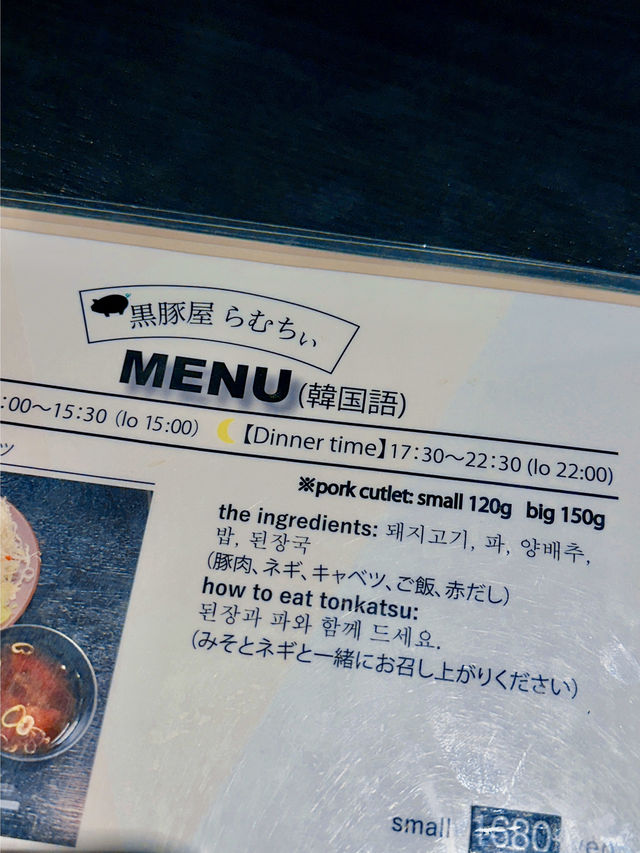 黒豚屋 らむちぃ
MENU(韓国語)
:00～15:30 (lo 15:00) 【Dinner time】17:30～22:30 (lo 22:00)
ツ
※pork cutlet: small 120g big 150g
the ingredients: 돼지고기, 파, 양배추,
밥, 된장국
(豚肉、ネギ、キャベツ、ご飯、赤だし)
how to eat tonkatsu:
된장과 파와 함께 드세요.
(みそとネギと一緒にお召し上がりください)
small 1680